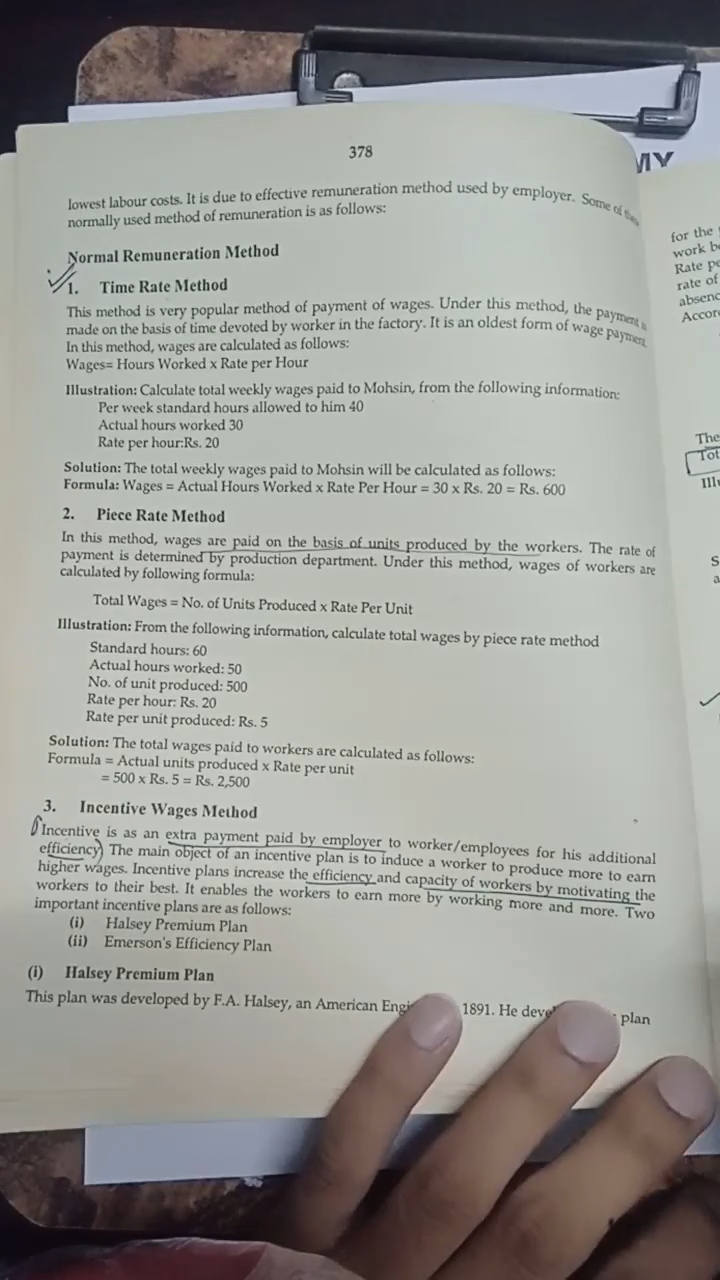 378
lowest labour costs. It is due to effective remuneration method used by employer. Some of these
normally used method of remuneration is as follows:
Normal Remuneration Method
1. Time Rate Method
This method is very popular method of payment of wages. Under this method, the payment is
made on the basis of time devoted by worker in the factory. It is an oldest form of wage payment.
In this method, wages are calculated as follows:
Wages= Hours Worked x Rate per Hour
Illustration: Calculate total weekly wages paid to Mohsin, from the following information:
Per week standard hours allowed to him 40
Actual hours worked 30
Rate per hour:Rs. 20
Solution: The total weekly wages paid to Mohsin will be calculated as follows:
Formula: Wages = Actual Hours Worked x Rate Per Hour = 30 x Rs. 20 = Rs. 600
2. Piece Rate Method
In this method, wages are paid on the basis of units produced by the workers. The rate of
payment is determined by production department. Under this method, wages of workers are
calculated by following formula:
Total Wages = No. of Units Produced x Rate Per Unit
Illustration: From the following information, calculate total wages by piece rate method
Standard hours: 60
Actual hours worked: 50
No. of unit produced: 500
Rate per hour: Rs. 20
Rate per unit produced: Rs. 5
Solution: The total wages paid to workers are calculated as follows:
Formula = Actual units produced x Rate per unit
= 500 x Rs. 5 = Rs. 2,500
3. Incentive Wages Method
Incentive is as an extra payment paid by employer to worker/employees for his additional
efficiency. The main object of an incentive plan is to induce a worker to produce more to earn
higher wages. Incentive plans increase the efficiency and capacity of workers by motivating the
workers to their best. It enables the workers to earn more by working more and more. Two
important incentive plans are as follows:
(i) Halsey Premium Plan
(ii) Emerson's Efficiency Plan
(i) Halsey Premium Plan
This plan was developed by F.A. Halsey, an American 1891. He plan
MY
for the
work
Rate
rate of
The